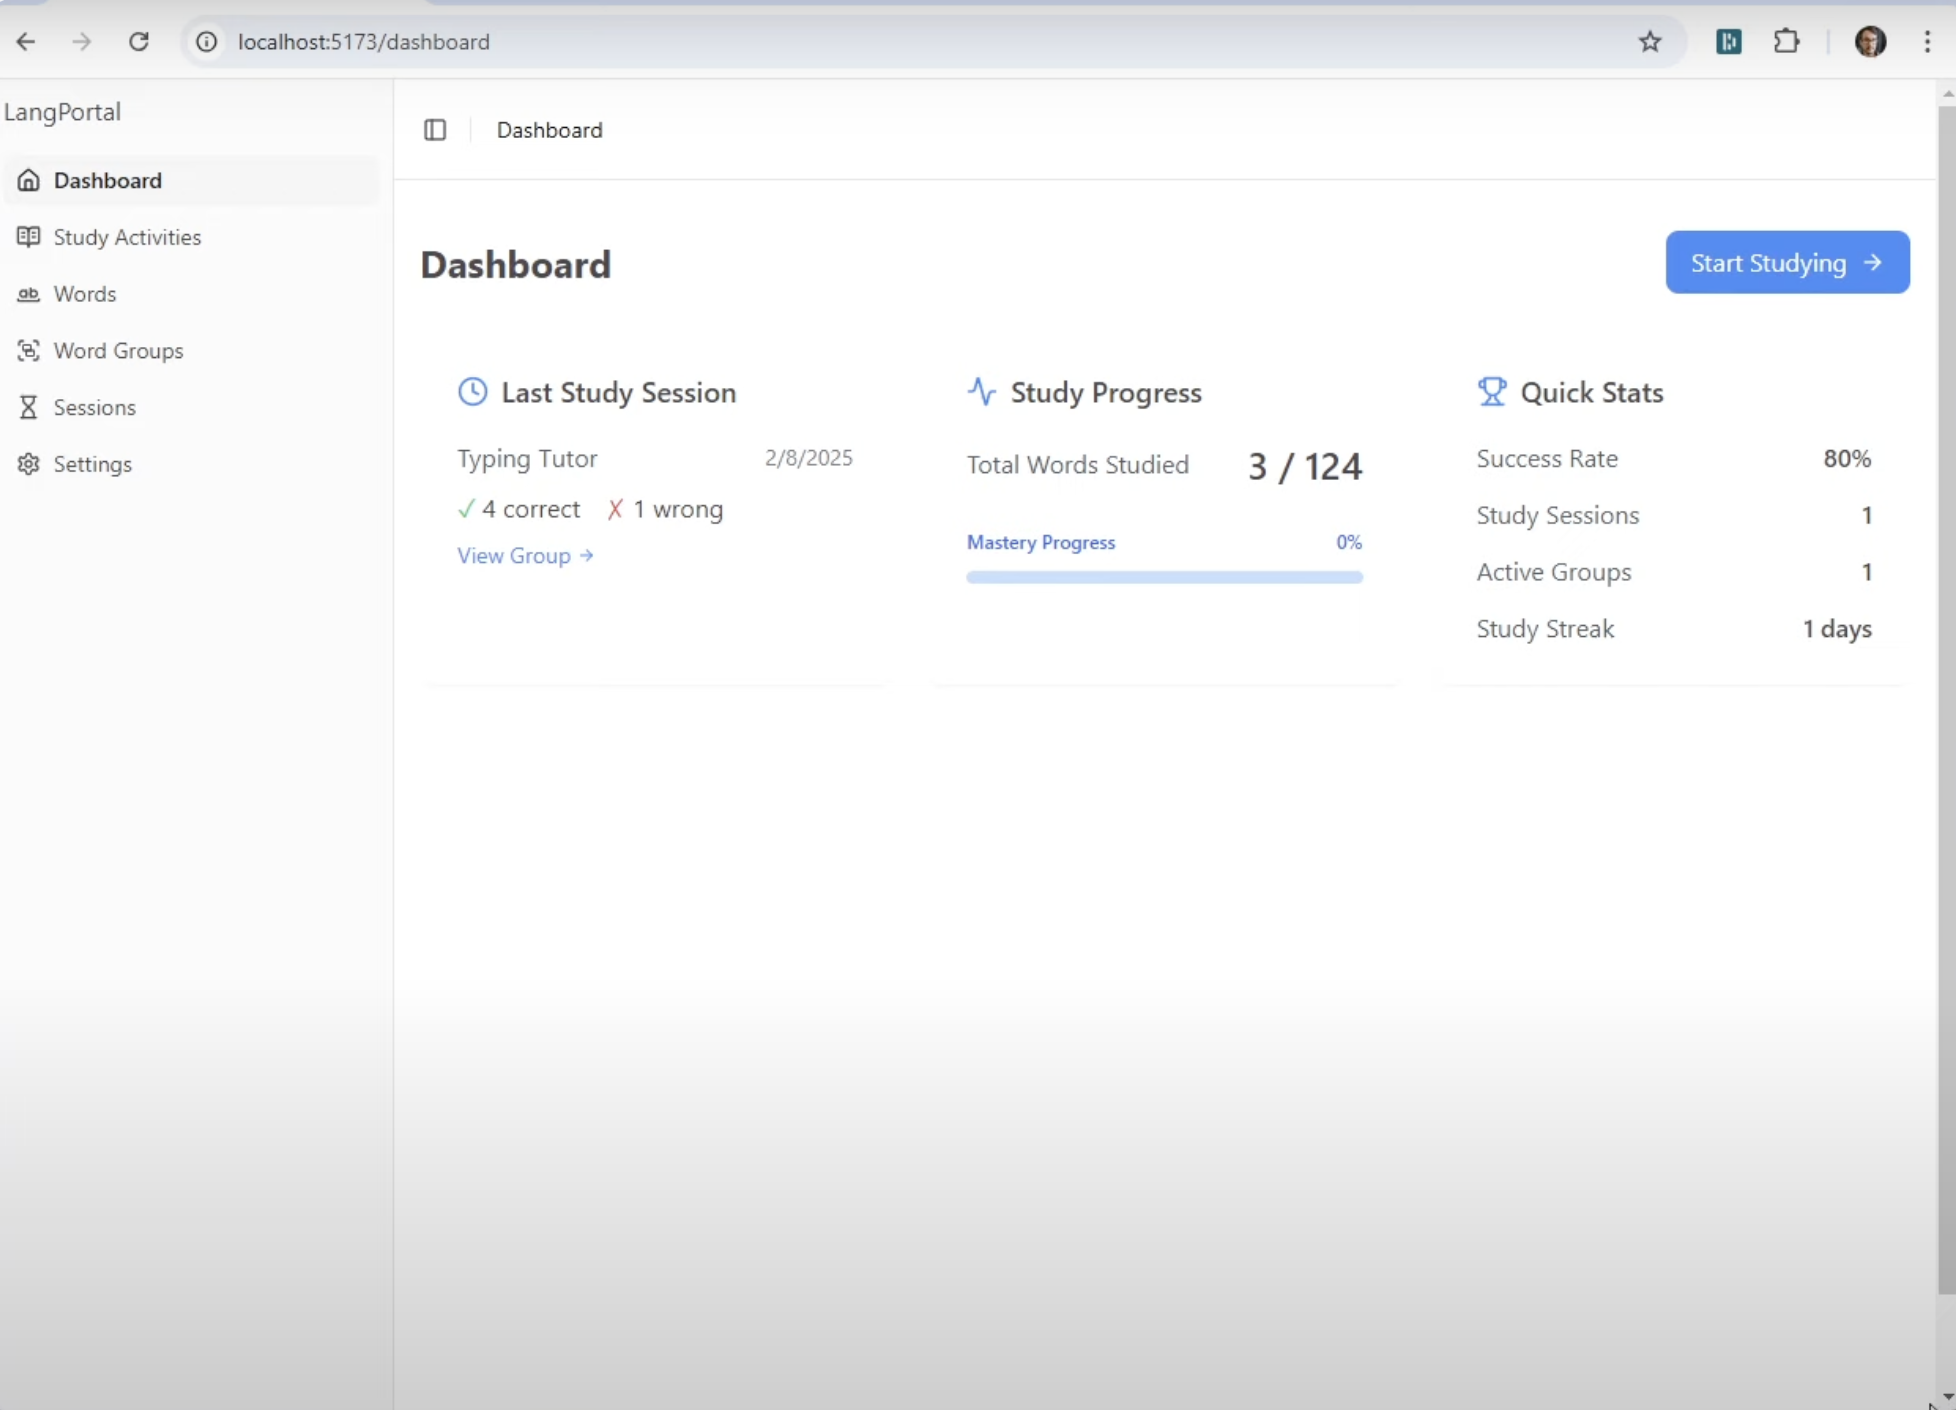 localhost:5173/dashboard
LangPortal
Dashboard
Study Activities
Words
Word Groups
Sessions
Settings
Dashboard
Dashboard
Start Studying →
Last Study Session
Typing Tutor 2/8/2025
✓ 4 correct ✗ 1 wrong
View Group →
Study Progress
Total Words Studied 3 / 124
Mastery Progress 0%
Quick Stats
Success Rate 80%
Study Sessions 1
Active Groups 1
Study Streak 1 days